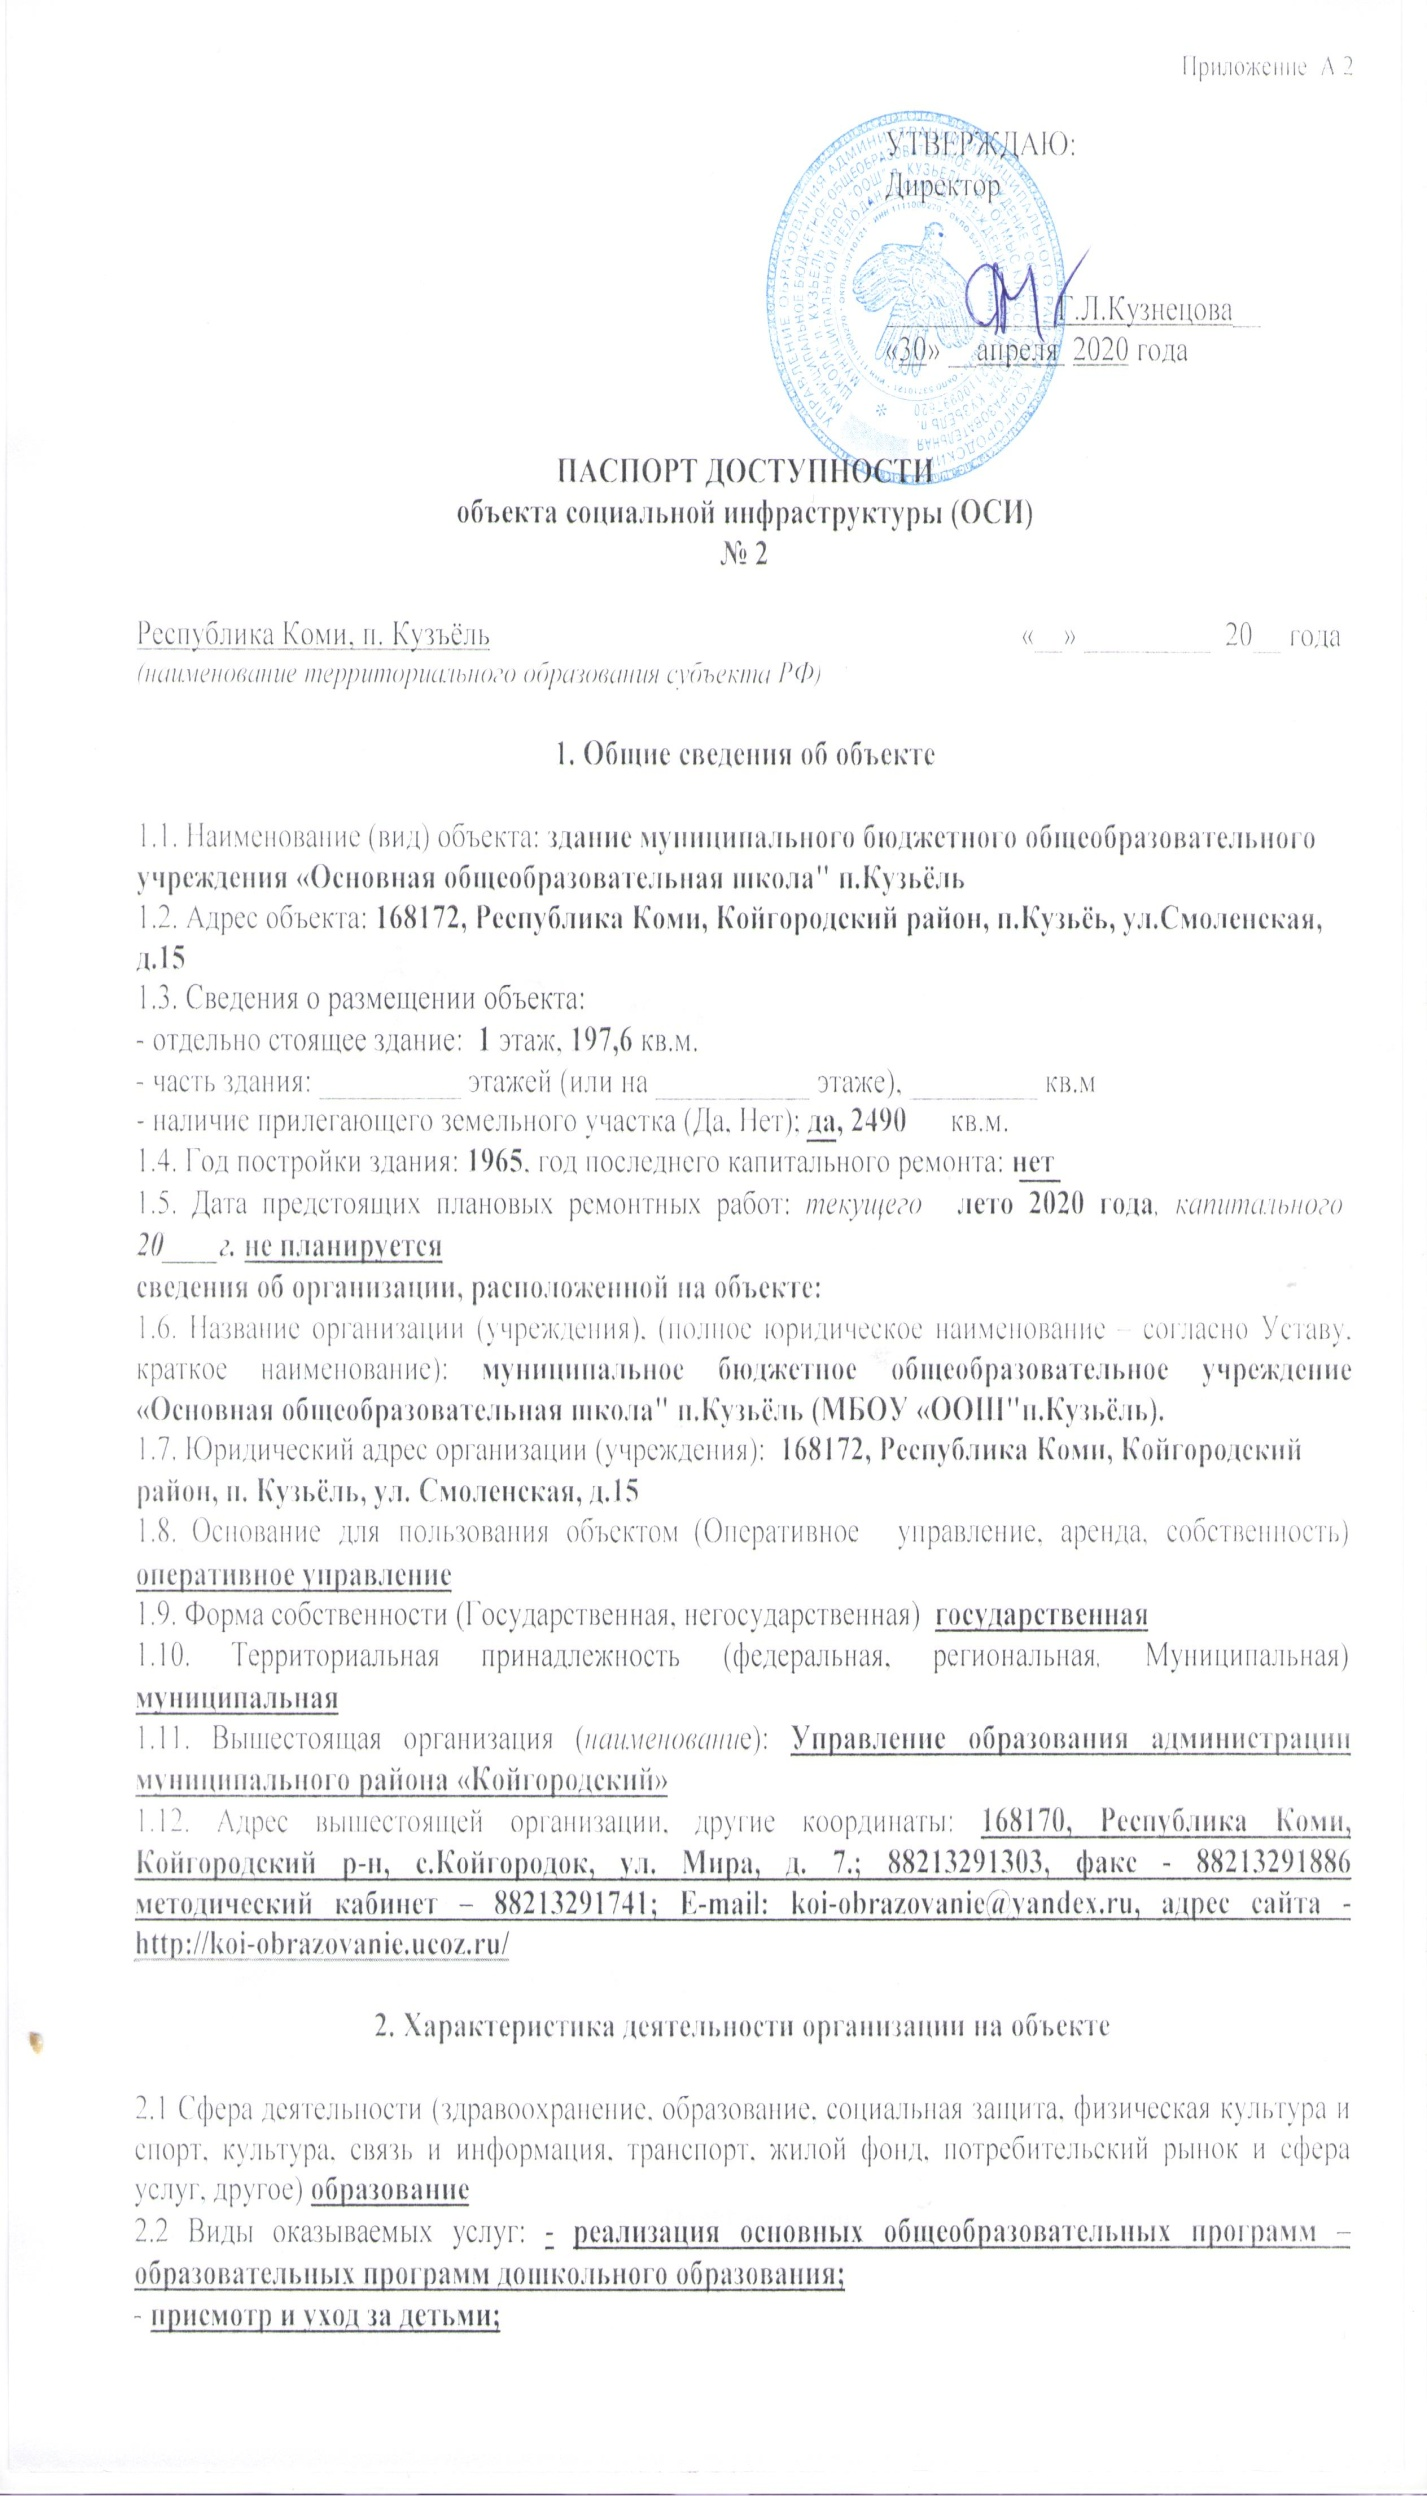 Приложение А 2
УТВЕРЖДАЮ:
Директор
Г.Л.Кузнецова__
«30» __апреля_ 2020 года
ПАСПОРТ ДОСТУПНОСТИ
объекта социальной инфраструктуры (ОСИ)
№ 2
Республика Коми, п. Кузъёль «__» _________ 20__ года
(наименование территориального образования субъекта РФ)
1. Общие сведения об объекте
1.1. Наименование (вид) объекта: здание муниципального бюджетного общеобразовательного
учреждения «Основная общеобразовательная школа" п.Кузьёль
1.2. Адрес объекта: 168172, Республика Коми, Койгородский район, п.Кузьёь, ул.Смоленская,
д.15
1.3. Сведения о размещении объекта:
- отдельно стоящее здание: 1 этаж, 197,6 кв.м.
- часть здания: __________ этажей (или на ___________ этаже), _________ кв.м
- наличие прилегающего земельного участка (Да, Нет); да, 2490 кв.м.
1.4. Год постройки здания: 1965, год последнего капитального ремонта: нет
1.5. Дата предстоящих плановых ремонтных работ: текущего лето 2020 года, капитального
20____г. не планируется
сведения об организации, расположенной на объекте:
1.6. Название организации (учреждения), (полное юридическое наименование – согласно Уставу,
краткое наименование): муниципальное бюджетное общеобразовательное учреждение
«Основная общеобразовательная школа" п.Кузьёль (МБОУ «ООШ"п.Кузьёль).
1.7. Юридический адрес организации (учреждения): 168172, Республика Коми, Койгородский
район, п. Кузьёль, ул. Смоленская, д.15
1.8. Основание для пользования объектом (Оперативное управление, аренда, собственность)
оперативное управление
1.9. Форма собственности (Государственная, негосударственная) государственная
1.10. Территориальная принадлежность (федеральная, региональная, Муниципальная)
муниципальная
1.11. Вышестоящая организация (наименование): Управление образования администрации
муниципального района «Койгородский»
1.12. Адрес вышестоящей организации, другие координаты: 168170, Республика Коми,
Койгородский р-н, с.Койгородок, ул. Мира, д. 7.; 88213291303, факс - 88213291886
методический кабинет – 88213291741; E-mail: koi-obrazovanie@yandex.ru, адрес сайта -
http://koi-obrazovanie.ucoz.ru/
2. Характеристика деятельности организации на объекте
2.1 Сфера деятельности (здравоохранение, образование, социальная защита, физическая культура и
спорт, культура, связь и информация, транспорт, жилой фонд, потребительский рынок и сфера
услуг, другое) образование
2.2 Виды оказываемых услуг: - реализация основных общеобразовательных программ –
образовательных программ дошкольного образования;
- присмотр и уход за детьми;